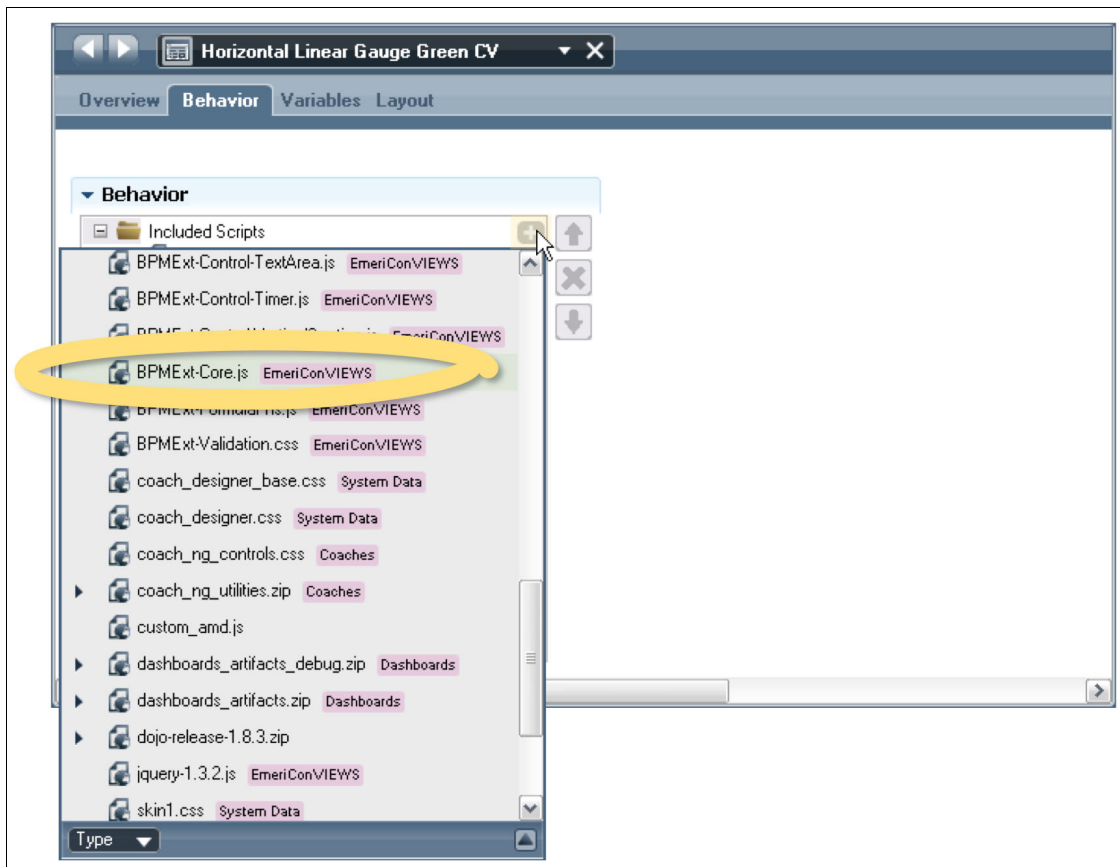 Horizontal Linear Gauge Green CV
Overview Behavior Variables Layout
Behavior
Included Scripts
BPMExt-Control-TextArea.js EmeriConVIEWS
BPMExt-Control-Timer.js EmeriConVIEWS
EmeriConVIEWS
BPMExt-Core.js EmeriConVIEWS
EmeriConVIEWS
BPMExt-Validation.css EmeriConVIEWS
coach_designer_base.css System Data
coach_designer.css System Data
coach_ng_controls.css Coaches
coach_ng_utilities.zip Coaches
custom_amd.js
dashboards_artifacts_debug.zip Dashboards
dashboards_artifacts.zip Dashboards
dojo-release-1.8.3.zip
jquery-1.3.2.js EmeriConVIEWS
skin1.css System Data
Type